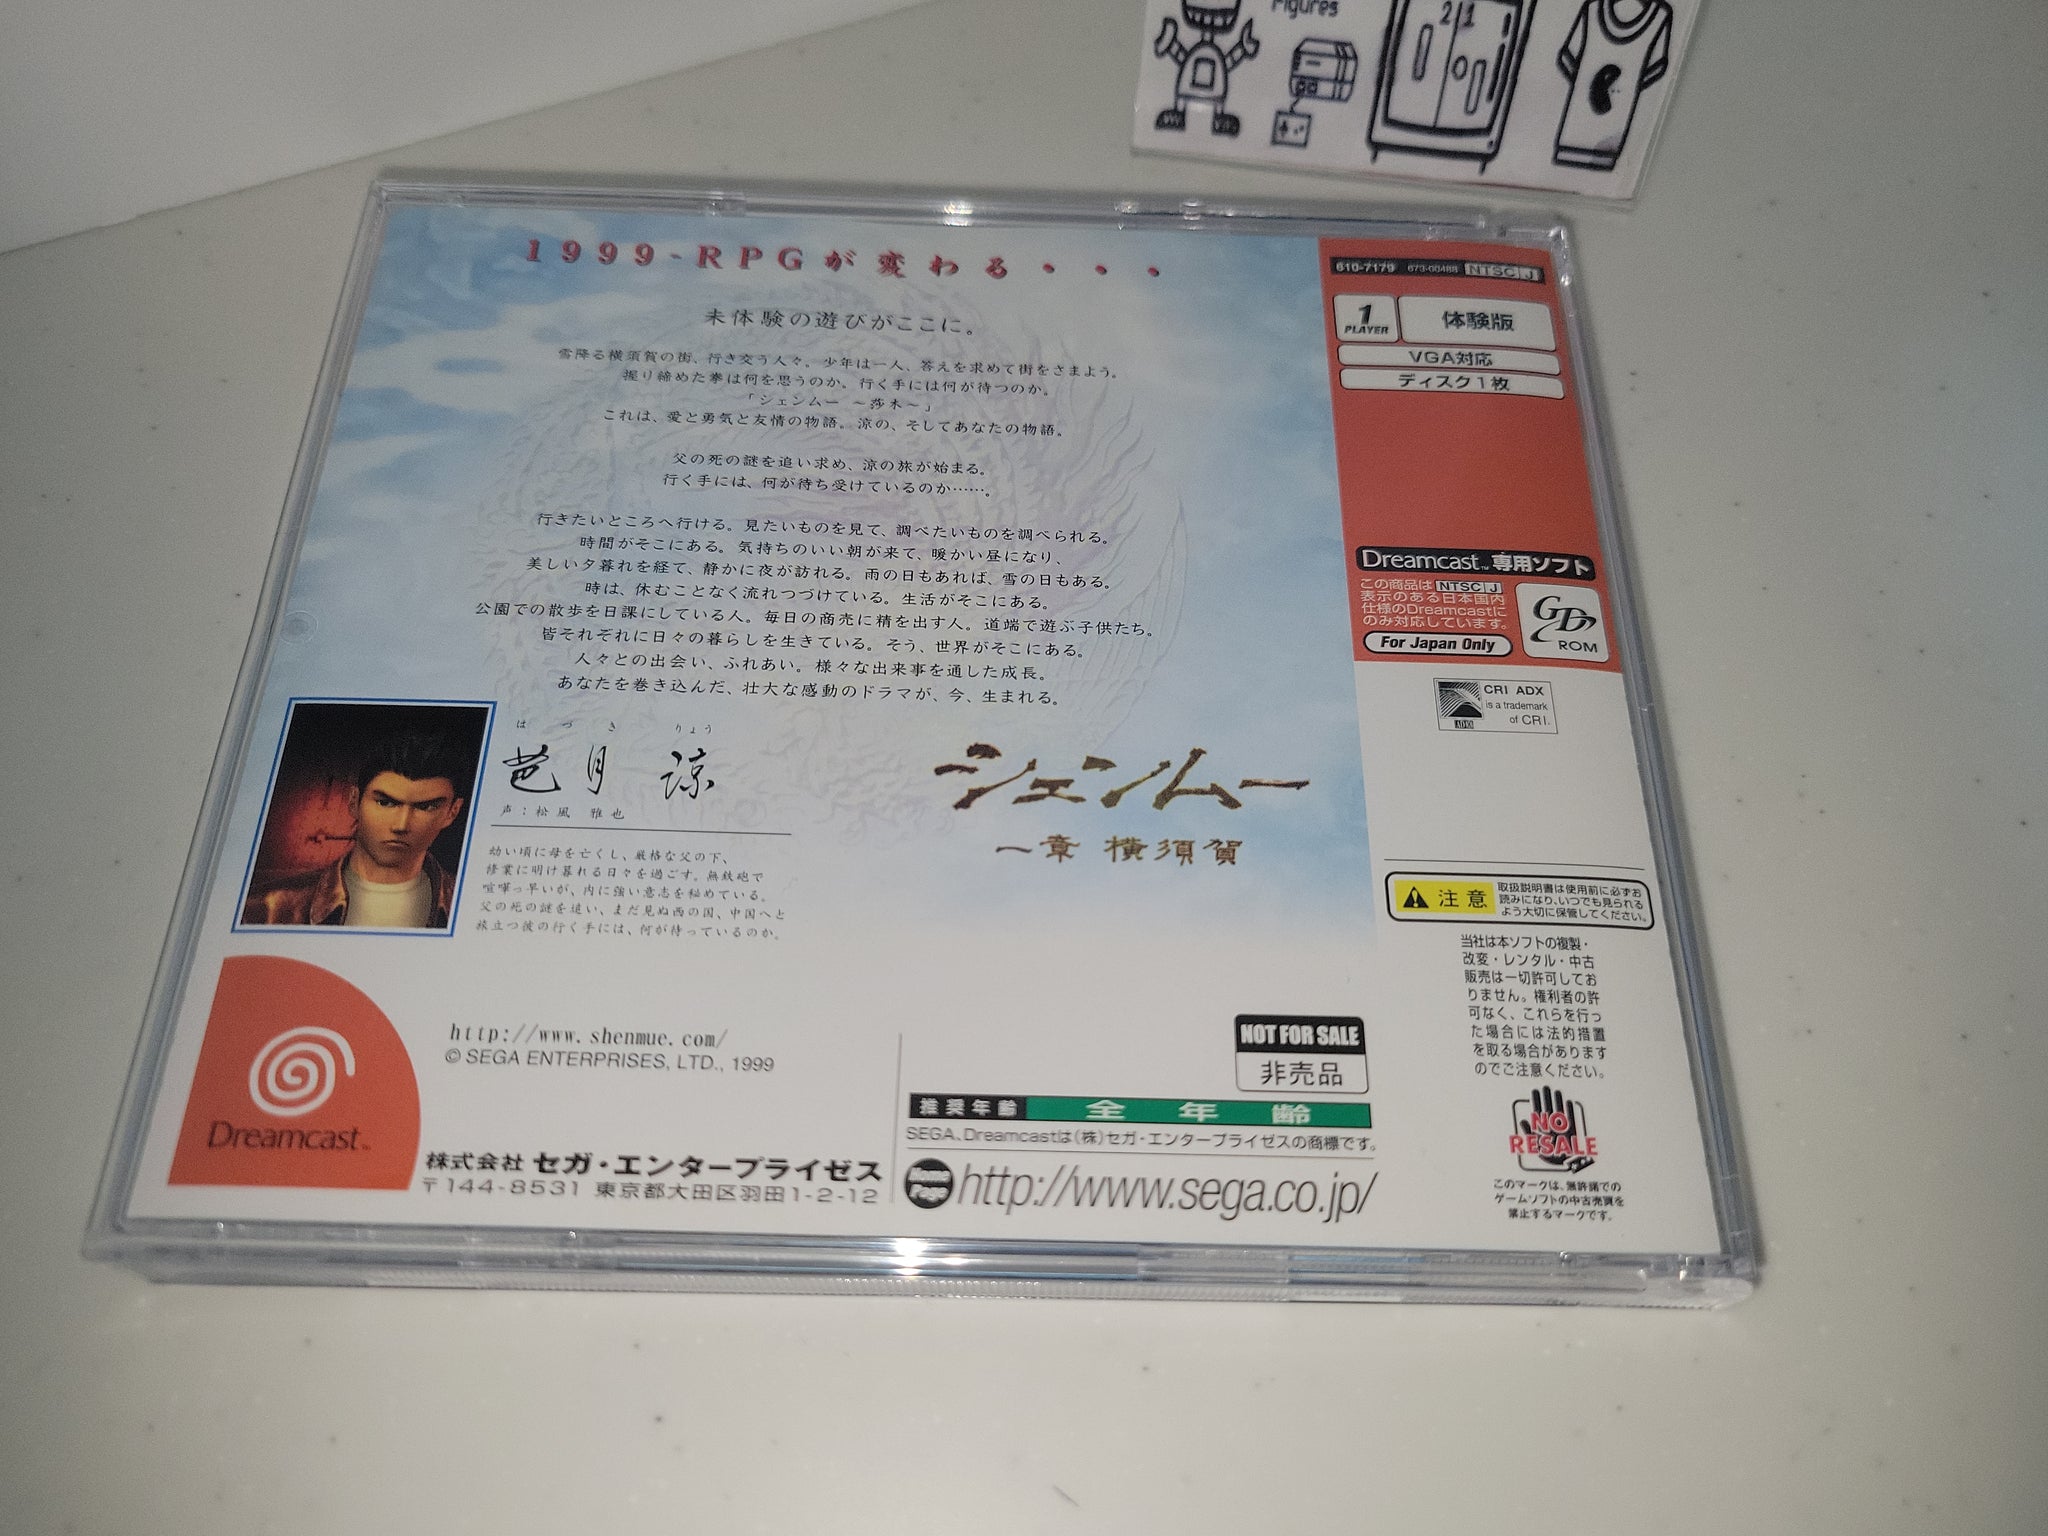 Figures
21
1999-RPGが変わる・・・
未体験の遊びがここに。
雪降る横須賀の街、行き交う人々。少年は一人、答えを求めて街をさまよう。
握り締めた拳は何を思うのか。行く手には何が待つのか。
「シェンムー ～莎木～」
これは、愛と勇気と友情の物語。涼の、そしてあなたの物語。
父の死の謎を追い求め、涼の旅が始まる。
行く手には、何が待ち受けているのか……。
行きたいところへ行ける。見たいものを見て、調べたいものを調べられる。
時間がそこにある。気持ちのいい朝が来て、暖かい昼になり、
美しい夕暮れを経て、静かに夜が訪れる。雨の日もあれば、雪の日もある。
時は、休むことなく流れつづけている。生活がそこにある。
公園での散歩を日課にしている人。毎日の商売に精を出す人。道端で遊ぶ子供たち。
皆それぞれに日々の暮らしを生きている。そう、世界がそこにある。
人々との出会い、ふれあい。様々な出来事を通した成長。
あなたを巻き込んだ、壮大な感動のドラマが、今、生まれる。
はづき りょう
芭月 涼
声：松風 雅也
幼い頃に母を亡くし、厳格な父の下、
修業に明け暮れる日々を過ごす。無鉄砲で
喧嘩っ早いが、内に強い意志を秘めている。
父の死の謎を追い、まだ見ぬ西の国、中国へと
旅立つ彼の行く手には、何が待っているのか。
シェンムー
一章 横須賀
Dreamcast™
http://www.shenmue.com/
© SEGA ENTERPRISES, LTD., 1999
株式会社 セガ・エンタープライゼス
〒144-8531 東京都大田区羽田1-2-12
NOT FOR SALE
非売品
推奨年齢 全年齢
SEGA、Dreamcastは(株)セガ・エンタープライゼスの商標です。
Home Page http://www.sega.co.jp/
610-7179 673-00488 NTSC J
1 PLAYER 体験版
VGA対応
ディスク1枚
Dreamcast™専用ソフト
この商品は NTSC J
表示のある日本国内
仕様のDreamcastに
のみ対応しています。
For Japan Only
GD ROM
CRI ADX
is a trademark
of CRI.
ADX
注意
取扱説明書は使用前に必ずお
読みになり、いつでも見られる
よう大切に保管してください。
当社は本ソフトの複製・
改変・レンタル・中古
販売は一切許可してお
りません。権利者の許
可なく、これらを行っ
た場合には法的措置
を取る場合があります
のでご注意ください。
NO
RESALE
このマークは、無許諾での
ゲームソフトの中古売買を
禁止するマークです。